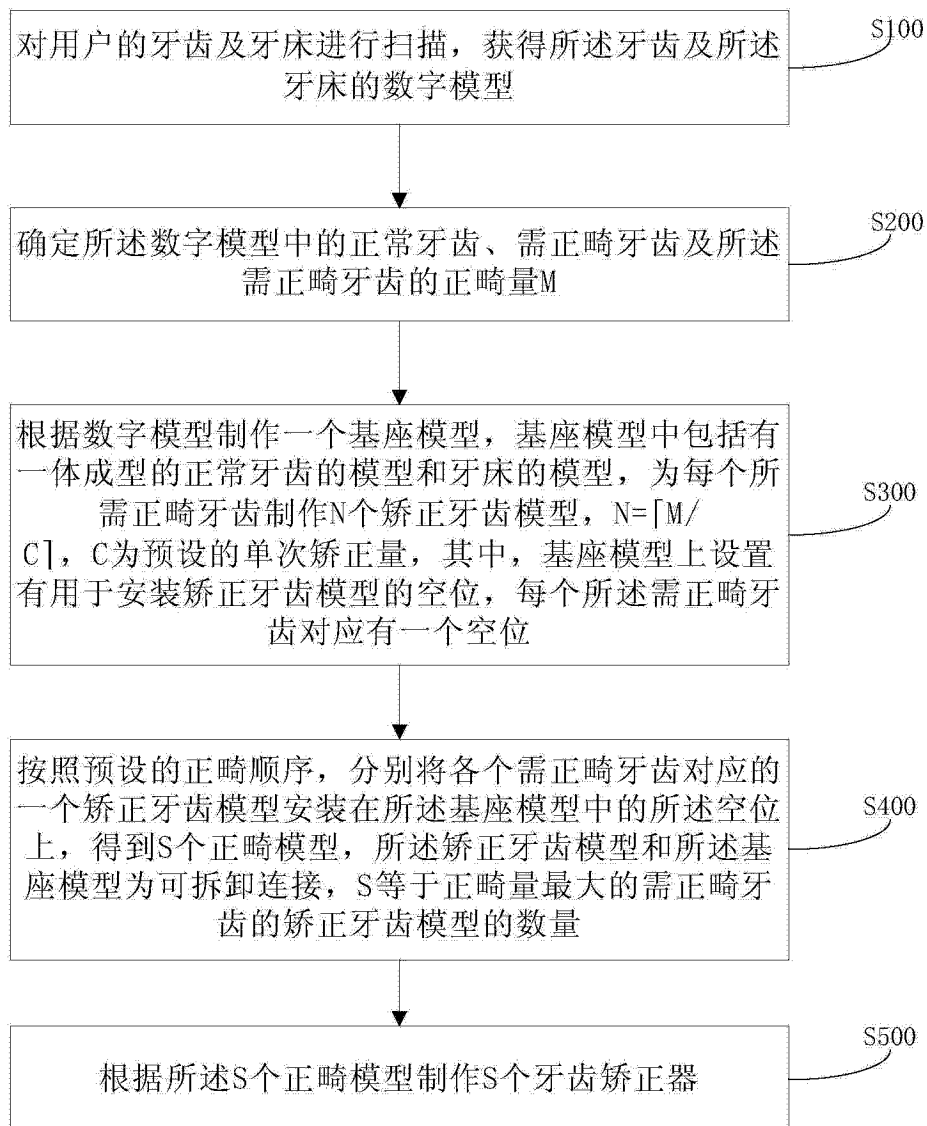 对用户的牙齿及牙床进行扫描，获得所述牙齿及所述
牙床的数字模型
S100
确定所述数字模型中的正常牙齿、需正畸牙齿及所述
需正畸牙齿的正畸量M
S200
根据数字模型制作一个基座模型，基座模型中包括有
一体成型的正常牙齿的模型和牙床的模型，为每个所
需正畸牙齿制作N个矫正牙齿模型，N=⌈M/
C⌉，C为预设的单次矫正量，其中，基座模型上设置
有用于安装矫正牙齿模型的空位，每个所述需正畸牙
齿对应有一个空位
S300
按照预设的正畸顺序，分别将各个需正畸牙齿对应的
一个矫正牙齿模型安装在所述基座模型中的所述空位
上，得到S个正畸模型，所述矫正牙齿模型和所述基
座模型为可拆卸连接，S等于正畸量最大的需正畸牙
齿的矫正牙齿模型的数量
S400
根据所述S个正畸模型制作S个牙齿矫正器
S500